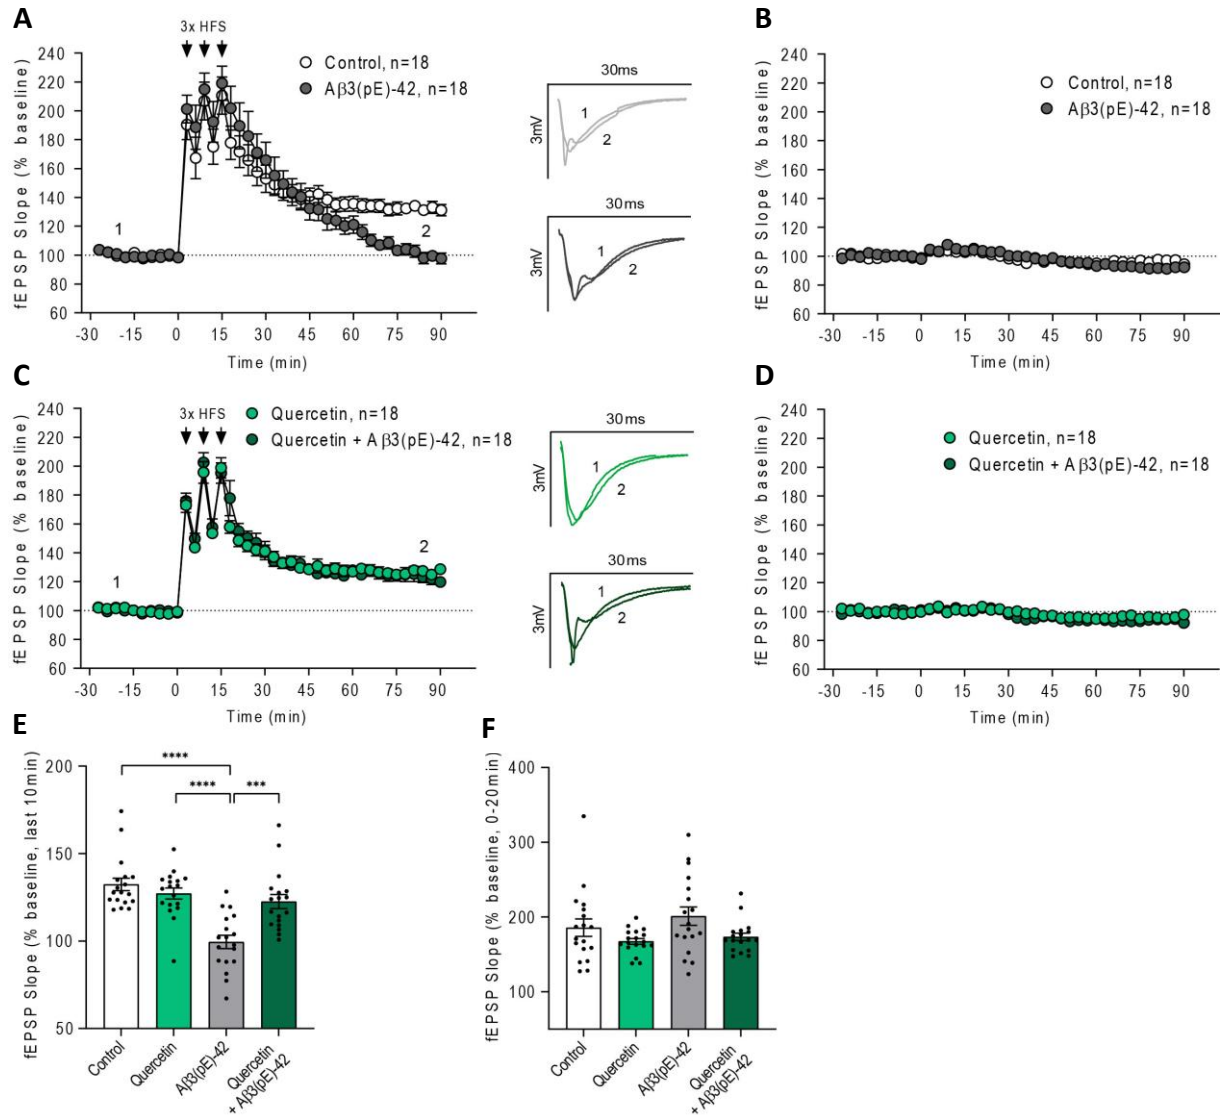 A
3x HFS
240
220
200
180
160
140
120
100
80
60
fEPSP Slope (% baseline)
Control, n=18
Aβ3(pE)-42, n=18
1
2
-30 -15 0 15 30 45 60 75 90
Time (min)
30ms
3mV
1
2
30ms
3mV
1
2
B
240
220
200
180
160
140
120
100
80
60
fEPSP Slope (% baseline)
Control, n=18
Aβ3(pE)-42, n=18
-30 -15 0 15 30 45 60 75 90
Time (min)
C
3x HFS
240
220
200
180
160
140
120
100
80
60
fEPSP Slope (% baseline)
Quercetin, n=18
Quercetin + Aβ3(pE)-42, n=18
1
2
-30 -15 0 15 30 45 60 75 90
Time (min)
30ms
3mV
1
2
30ms
3mV
1
2
D
240
220
200
180
160
140
120
100
80
60
fEPSP Slope (% baseline)
Quercetin, n=18
Quercetin + Aβ3(pE)-42, n=18
-30 -15 0 15 30 45 60 75 90
Time (min)
E
fEPSP Slope (% baseline, last 10min)
200
150
100
50
****
**** ***
Control
Quercetin
Aβ3(pE)-42
Quercetin
+ Aβ3(pE)-42
F
fEPSP Slope (% baseline, 0-20min)
400
300
200
100
Control
Quercetin
Aβ3(pE)-42
Quercetin
+ Aβ3(pE)-42